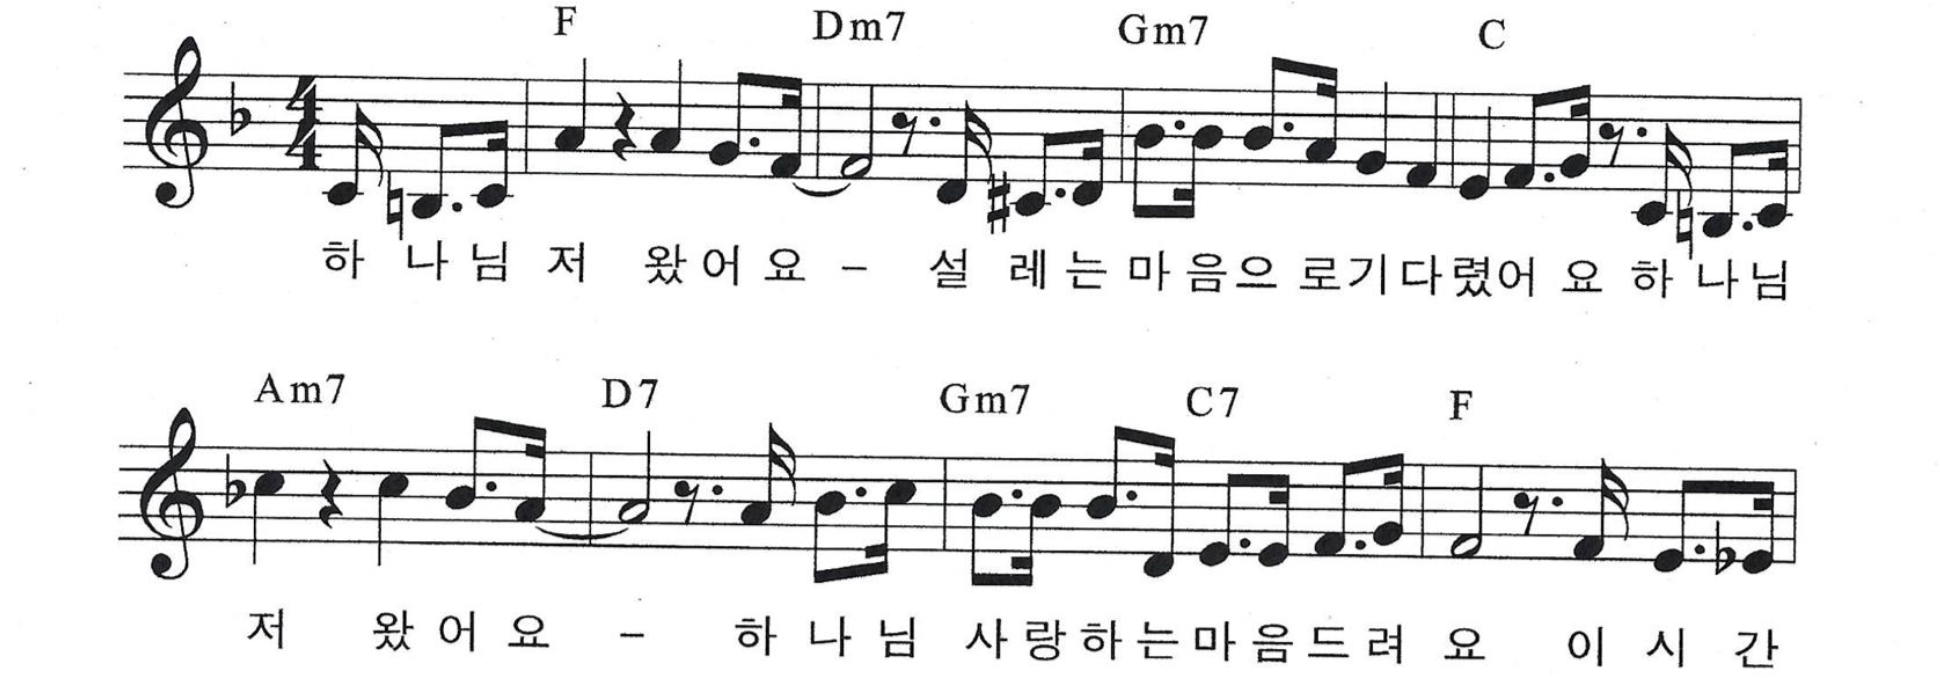 F Dm7 Gm7 C
4 4
하 나 님 저 왔 어 요 – 설 레 는 마 음 으 로 기 다 렸 어 요 하 나 님
Am7 D7 Gm7 C7 F
저 왔 어 요 – 하 나 님 사 랑 하 는 마 음 드 려 요 이 시 간